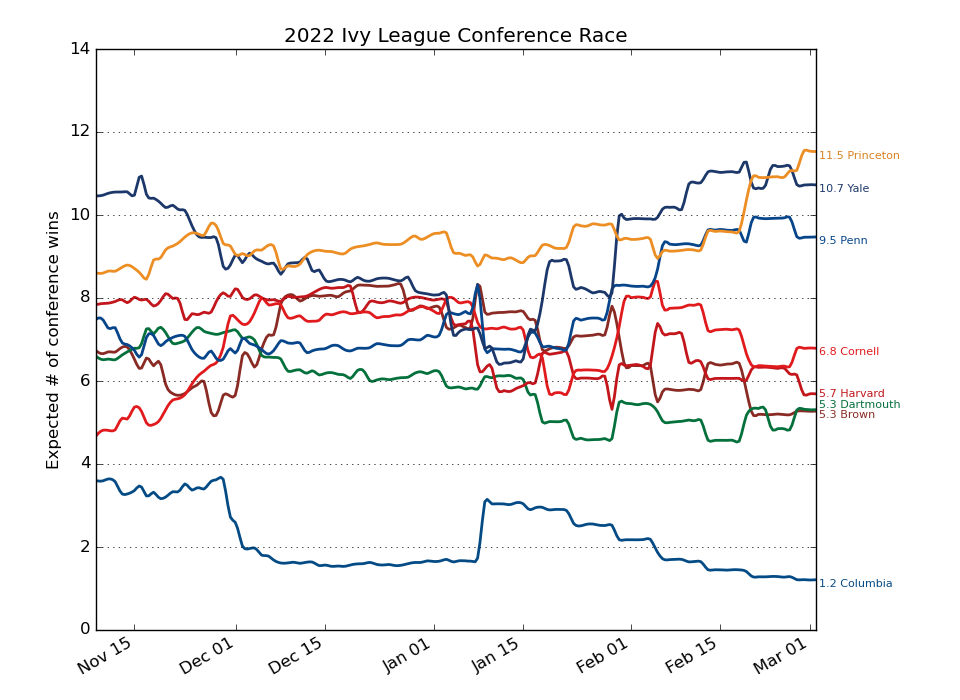 2022 Ivy League Conference Race
Expected # of conference wins
14
12
10
8
6
4
2
0
11.5 Princeton
10.7 Yale
9.5 Penn
6.8 Cornell
5.7 Harvard
5.3 Dartmouth
5.3 Brown
1.2 Columbia
Nov 15
Dec 01
Dec 15
Jan 01
Jan 15
Feb 01
Feb 15
Mar 01